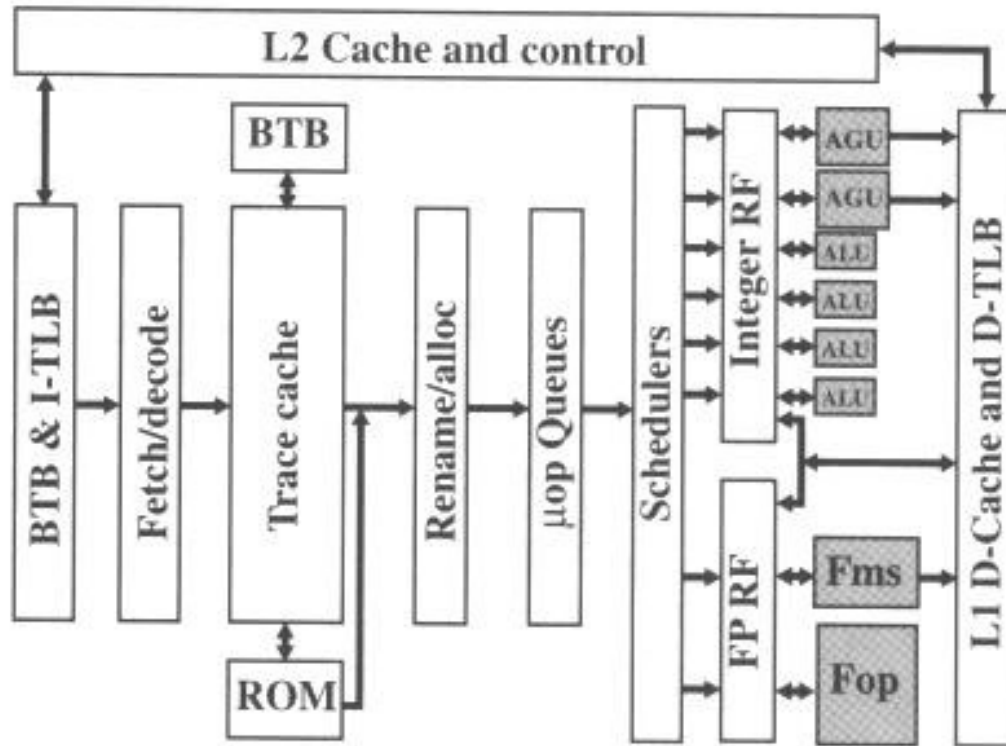 L2 Cache and control
BTB
BTB & I-TLB
Fetch/decode
Trace cache
ROM
Rename/alloc
µop Queues
Schedulers
Integer RF
FP RF
AGU
AGU
ALU
ALU
ALU
ALU
Fms
Fop
L1 D-Cache and D-TLB